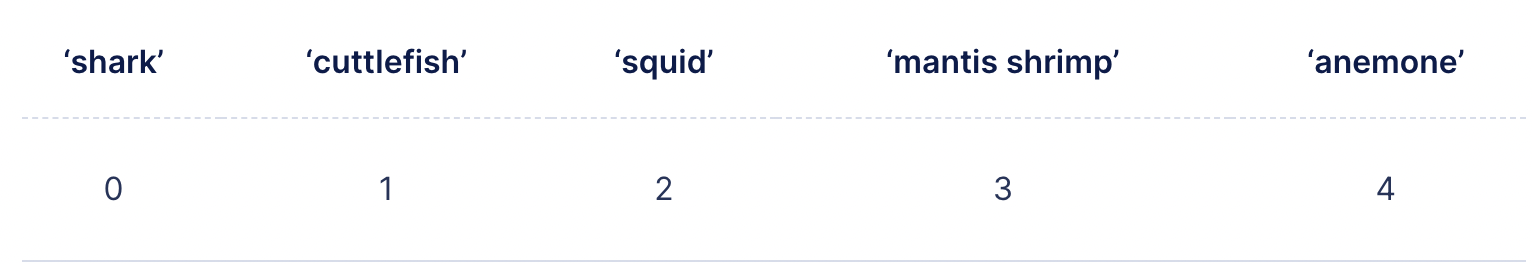 ‘shark’ ‘cuttlefish’ ‘squid’ ‘mantis shrimp’ ‘anemone’
0 1 2 3 4